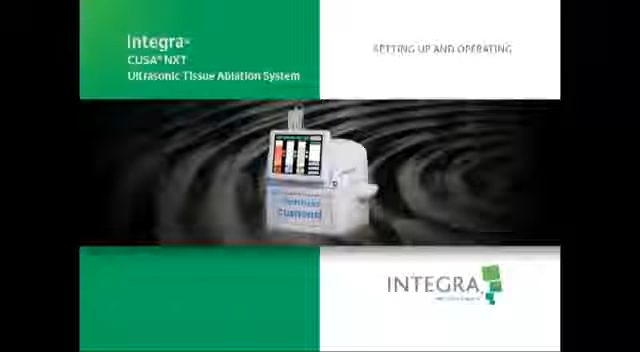 Integra®
CUSA® NXT
Ultrasonic Tissue Ablation System
SETTING UP AND OPERATING
INTEGRA